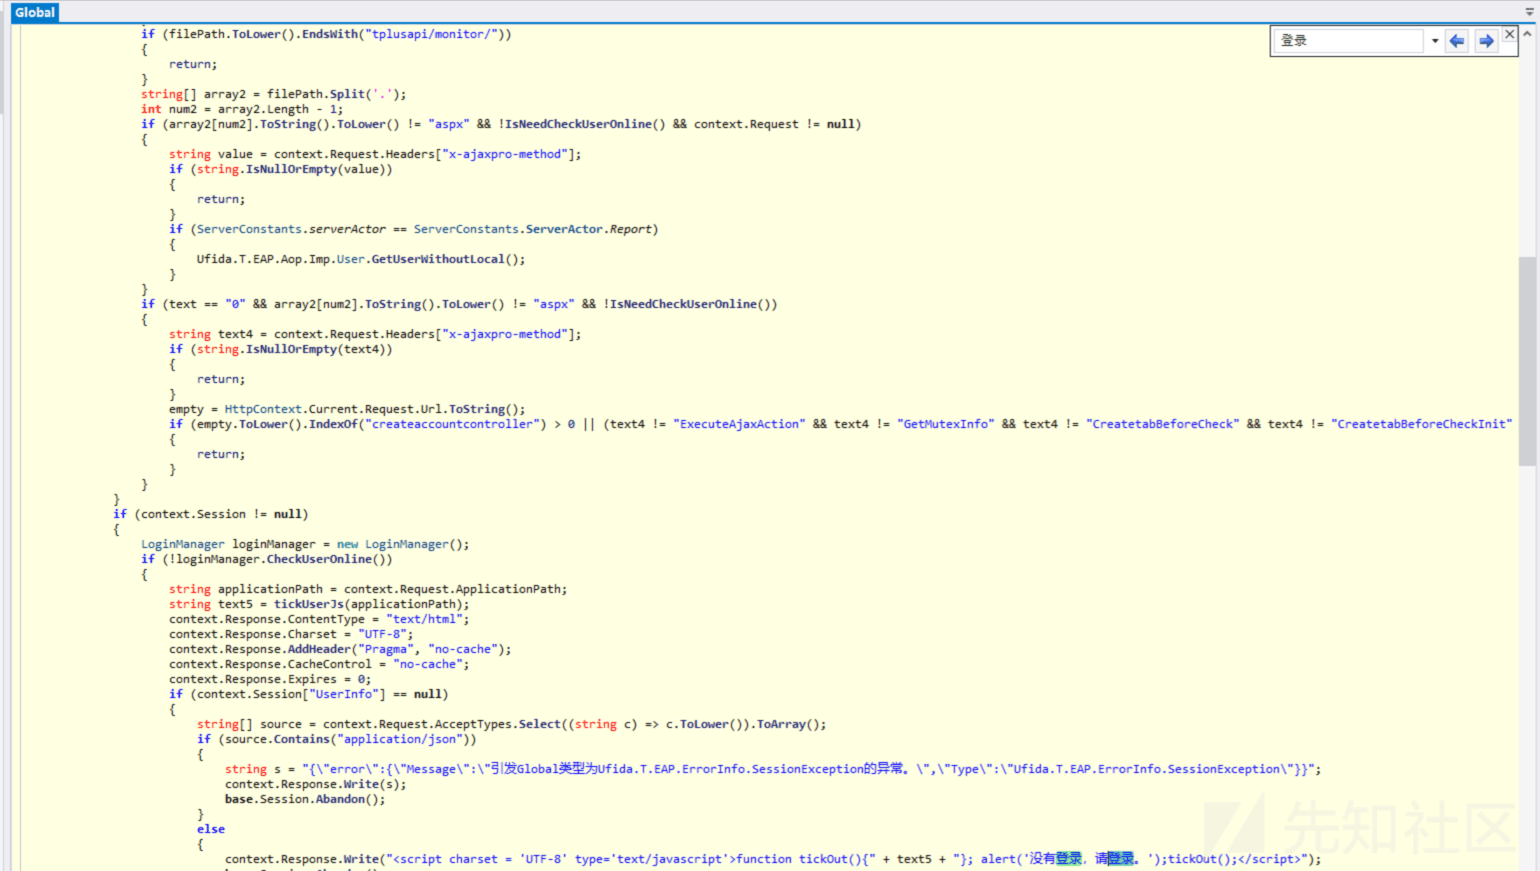 Global
登录
if (filePath.ToLower().EndsWith("tplusapi/monitor/"))
{
return;
}
string[] array2 = filePath.Split('.');
int num2 = array2.Length - 1;
if (array2[num2].ToString().ToLower() != "aspx" && !IsNeedCheckUserOnline() && context.Request != null)
{
string value = context.Request.Headers["x-ajaxpro-method"];
if (string.IsNullOrEmpty(value))
{
return;
}
if (ServerConstants.serverActor == ServerConstants.ServerActor.Report)
{
Ufida.T.EAP.Aop.Imp.User.GetUserWithoutLocal();
}
}
if (text == "0" && array2[num2].ToString().ToLower() != "aspx" && !IsNeedCheckUserOnline())
{
string text4 = context.Request.Headers["x-ajaxpro-method"];
if (string.IsNullOrEmpty(text4))
{
return;
}
empty = HttpContext.Current.Request.Url.ToString();
if (empty.ToLower().IndexOf("createaccountcontroller") > 0 || (text4 != "ExecuteAjaxAction" && text4 != "GetMutexInfo" && text4 != "CreatetabBeforeCheck" && text4 != "CreatetabBeforeCheckInit"
{
return;
}
}
}
if (context.Session != null)
{
LoginManager loginManager = new LoginManager();
if (!loginManager.CheckUserOnline())
{
string applicationPath = context.Request.ApplicationPath;
string text5 = tickUserJs(applicationPath);
context.Response.ContentType = "text/html";
context.Response.Charset = "UTF-8";
context.Response.AddHeader("Pragma", "no-cache");
context.Response.CacheControl = "no-cache";
context.Response.Expires = 0;
if (context.Session["UserInfo"] == null)
{
string[] source = context.Request.AcceptTypes.Select((string c) => c.ToLower()).ToArray();
if (source.Contains("application/json"))
{
string s = "{\"error\":{\"Message\":\"引发Global类型为Ufida.T.EAP.ErrorInfo.SessionException的异常。\",\"Type\":\"Ufida.T.EAP.ErrorInfo.SessionException\"}}";
context.Response.Write(s);
base.Session.Abandon();
}
else
{
context.Response.Write("<script charset = 'UTF-8' type='text/javascript'>function tickOut(){" + text5 + "}; alert('没有登录，请登录。');tickOut();</script>");
先知社区